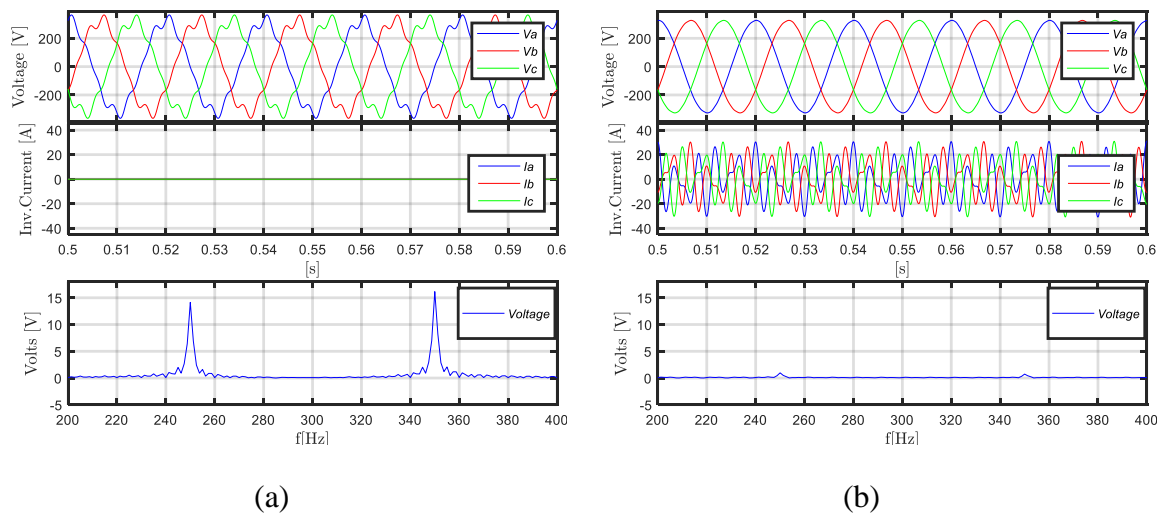 Voltage [V]
200
0
-200
Va
Vb
Vc
Inv.Current [A]
40
20
0
-20
-40
Ia
Ib
Ic
0.5 0.51 0.52 0.53 0.54 0.55 0.56 0.57 0.58 0.59 0.6
[s]
Volts [V]
15
10
5
0
-5
Voltage
200 220 240 260 280 300 320 340 360 380 400
f[Hz]
(a)
Voltage [V]
200
0
-200
Va
Vb
Vc
Inv.Current [A]
40
20
0
-20
-40
Ia
Ib
Ic
0.5 0.51 0.52 0.53 0.54 0.55 0.56 0.57 0.58 0.59 0.6
[s]
Volts [V]
15
10
5
0
-5
Voltage
200 220 240 260 280 300 320 340 360 380 400
f[Hz]
(b)